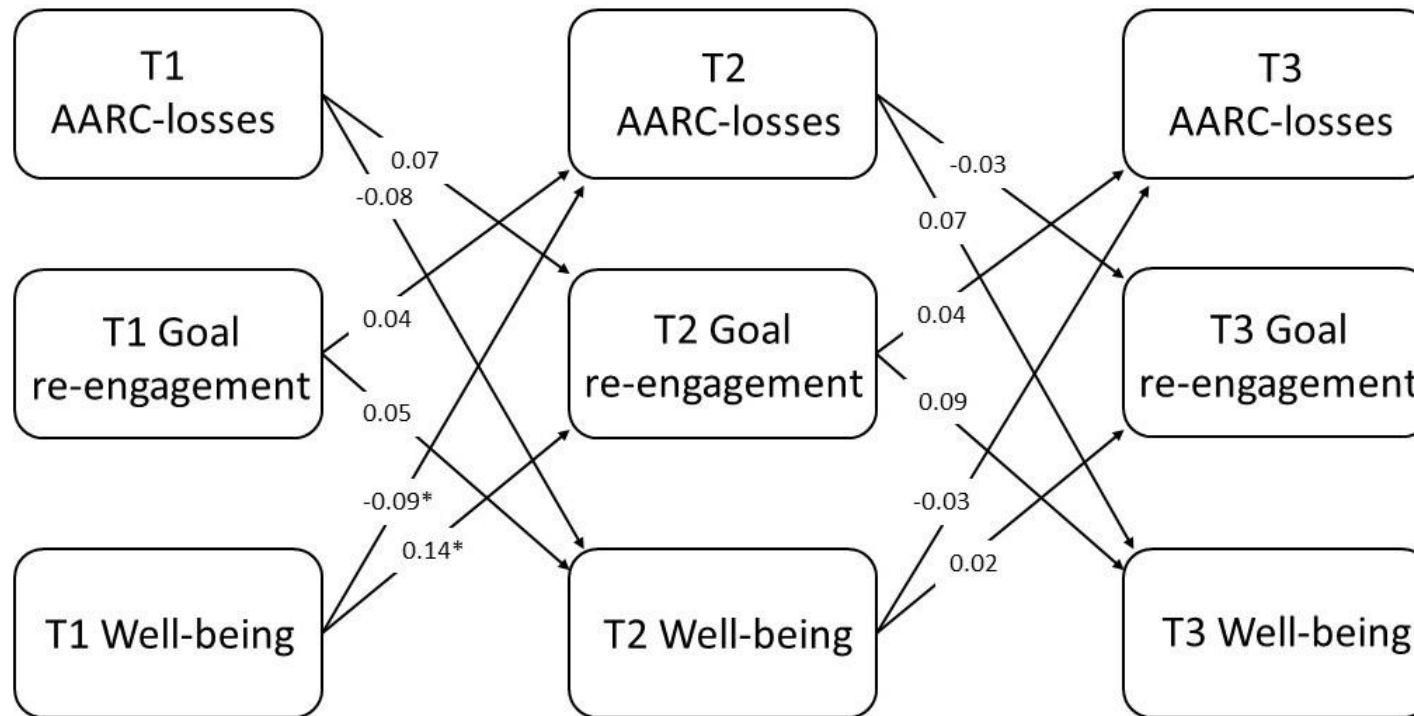 T1
AARC-losses
T2
AARC-losses
T3
AARC-losses
0.07
-0.08
-0.03
0.07
T1 Goal
re-engagement
T2 Goal
re-engagement
T3 Goal
re-engagement
0.04
0.05
0.04
0.09
-0.09*
0.14*
-0.03
0.02
T1 Well-being
T2 Well-being
T3 Well-being